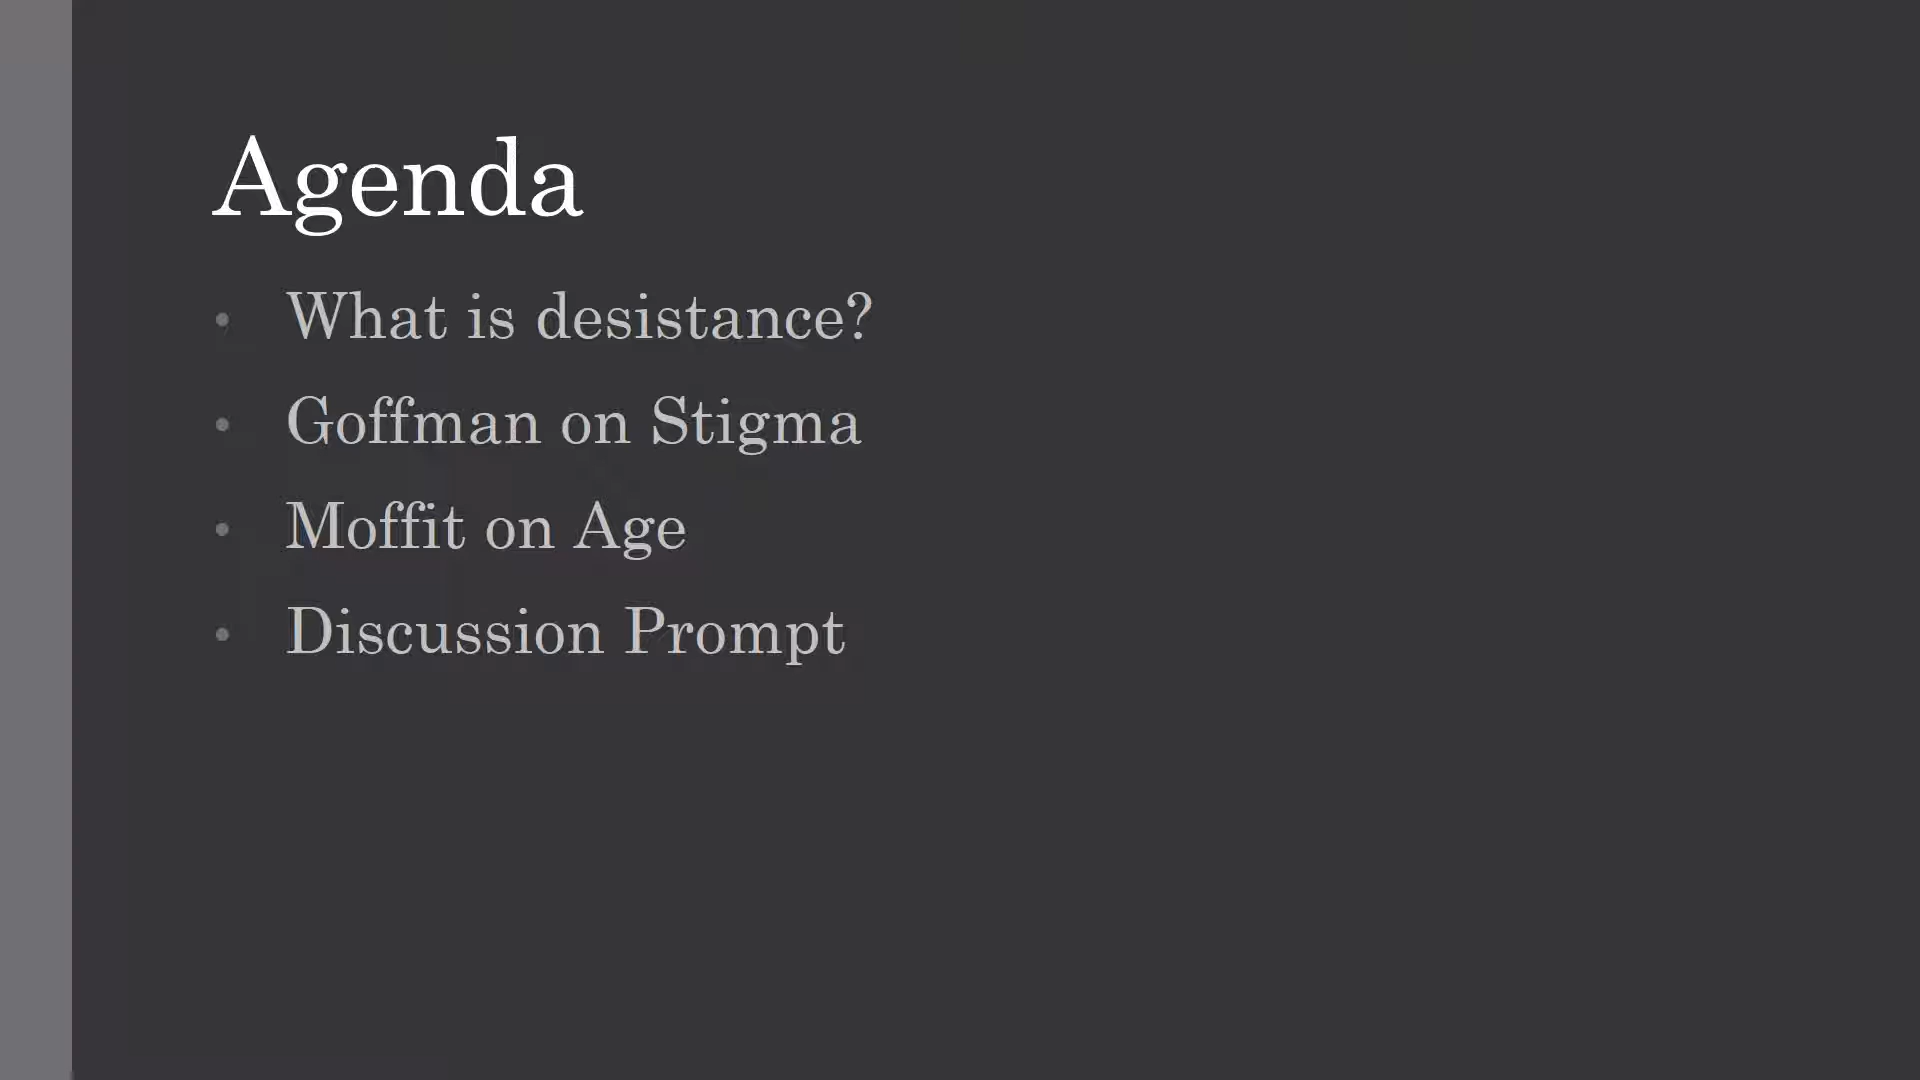 Agenda
• What is desistance?
• Goffman on Stigma
• Moffit on Age
• Discussion Prompt